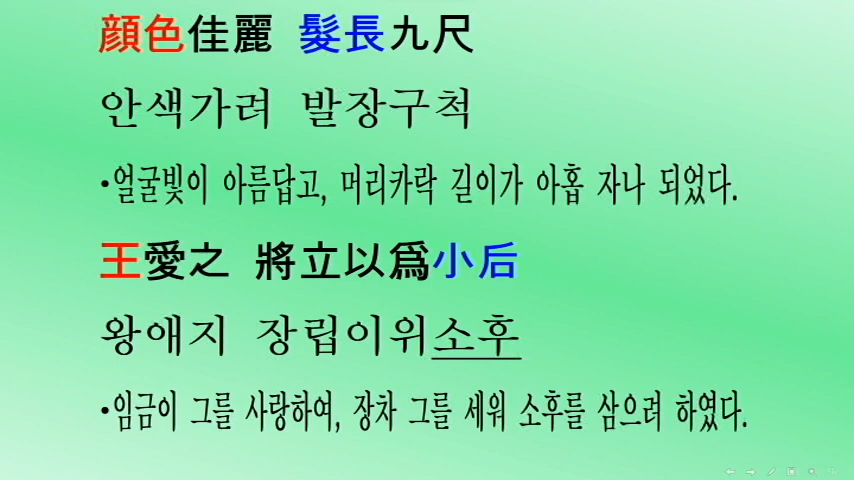 顔色佳麗 髮長九尺
안색가려 발장구척
•얼굴빛이 아름답고, 머리카락 길이가 아홉 자나 되었다.
王愛之 將立以爲小后
왕애지 장립이위소후
•임금이 그를 사랑하여, 장차 그를 세워 소후를 삼으려 하였다.